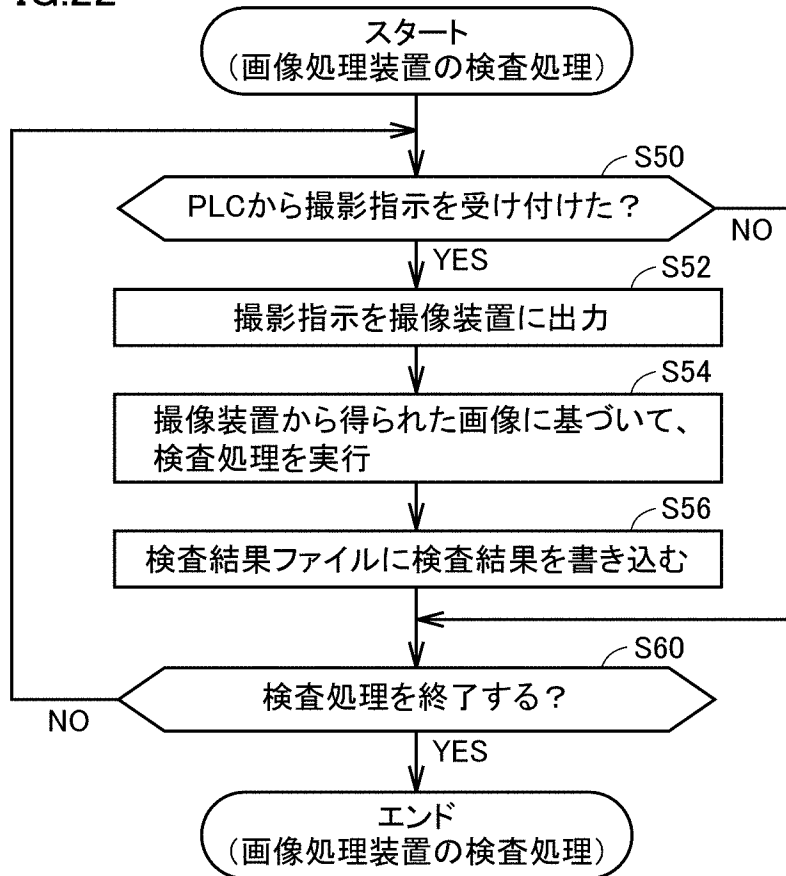 スタート
(画像処理装置の検査処理)
S50
PLCから撮影指示を受け付けた？
NO
YES
S52
撮影指示を撮像装置に出力
S54
撮像装置から得られた画像に基づいて、
検査処理を実行
S56
検査結果ファイルに検査結果を書き込む
S60
検査処理を終了する？
NO
YES
エンド
(画像処理装置の検査処理)